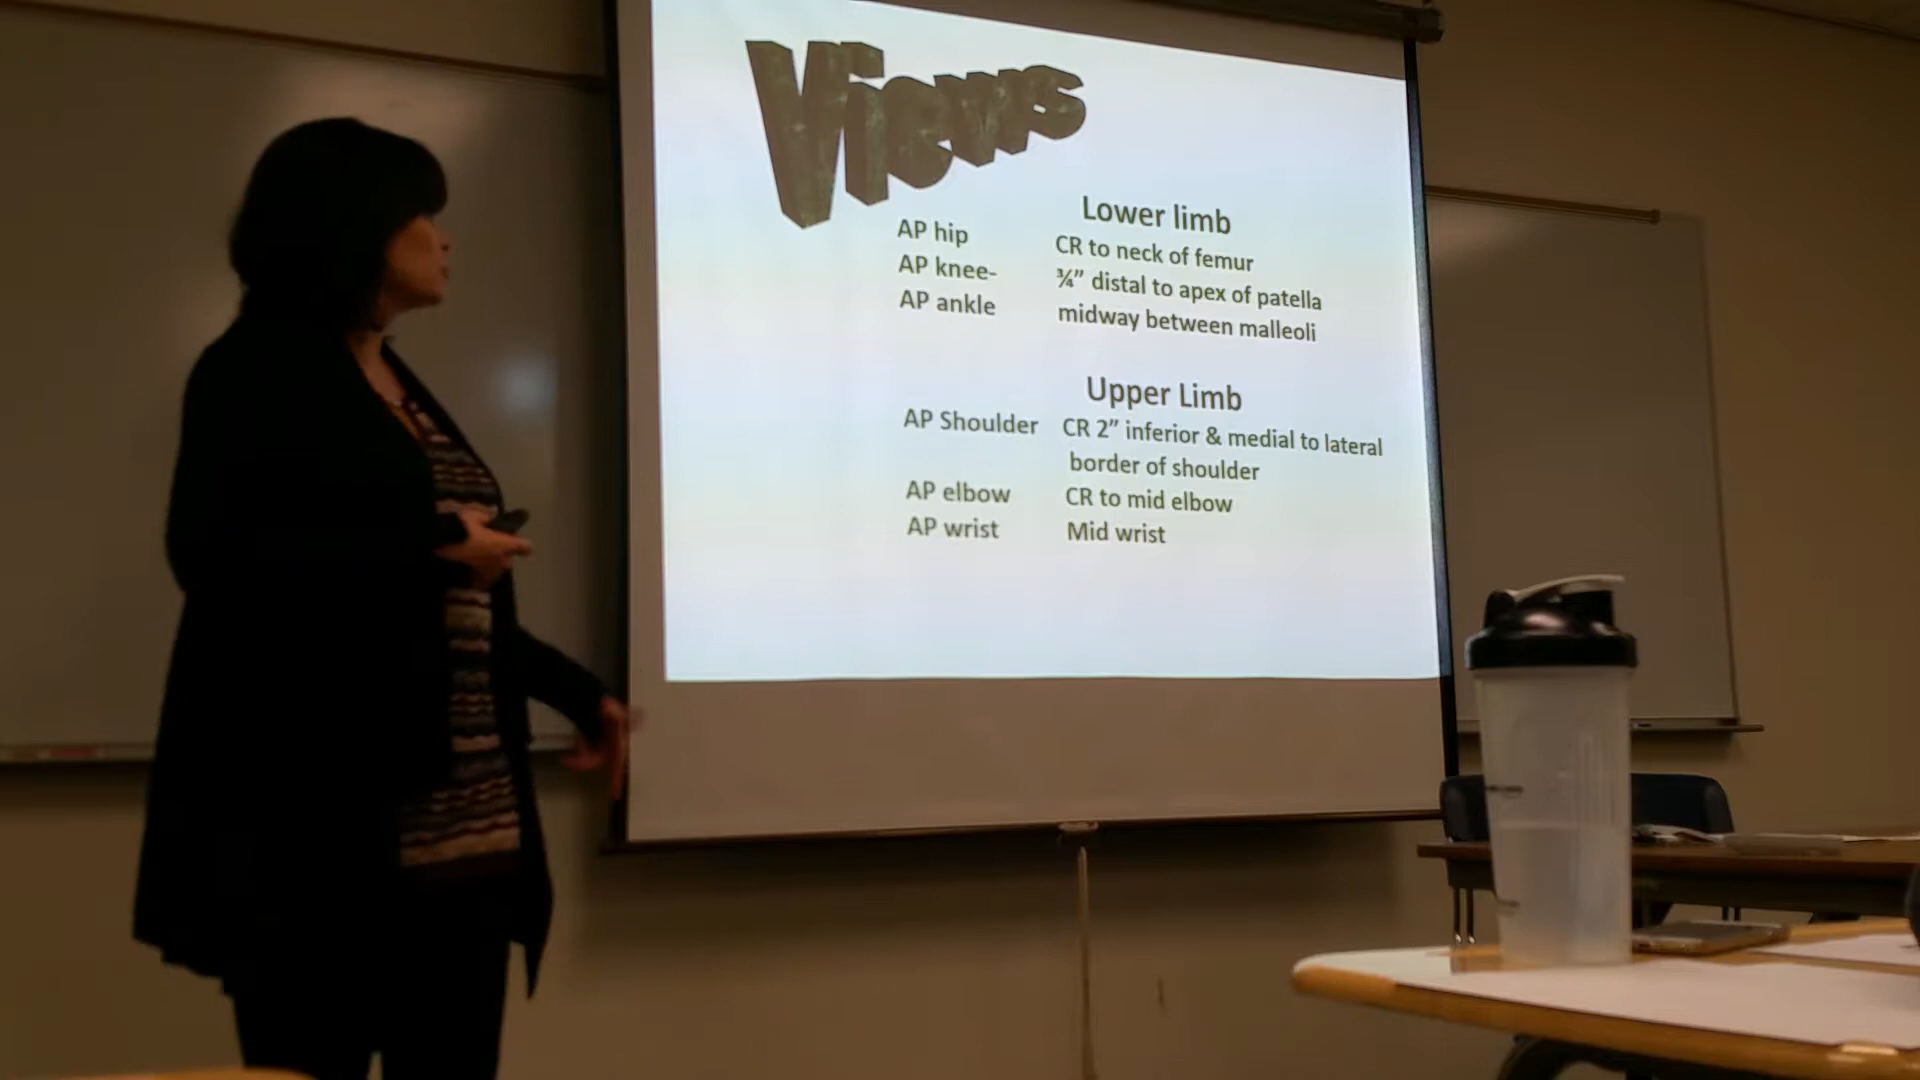 Views
Lower limb
AP hip CR to neck of femur
AP knee- ¾” distal to apex of patella
AP ankle midway between malleoli
Upper Limb
AP Shoulder CR 2” inferior & medial to lateral
border of shoulder
AP elbow CR to mid elbow
AP wrist Mid wrist